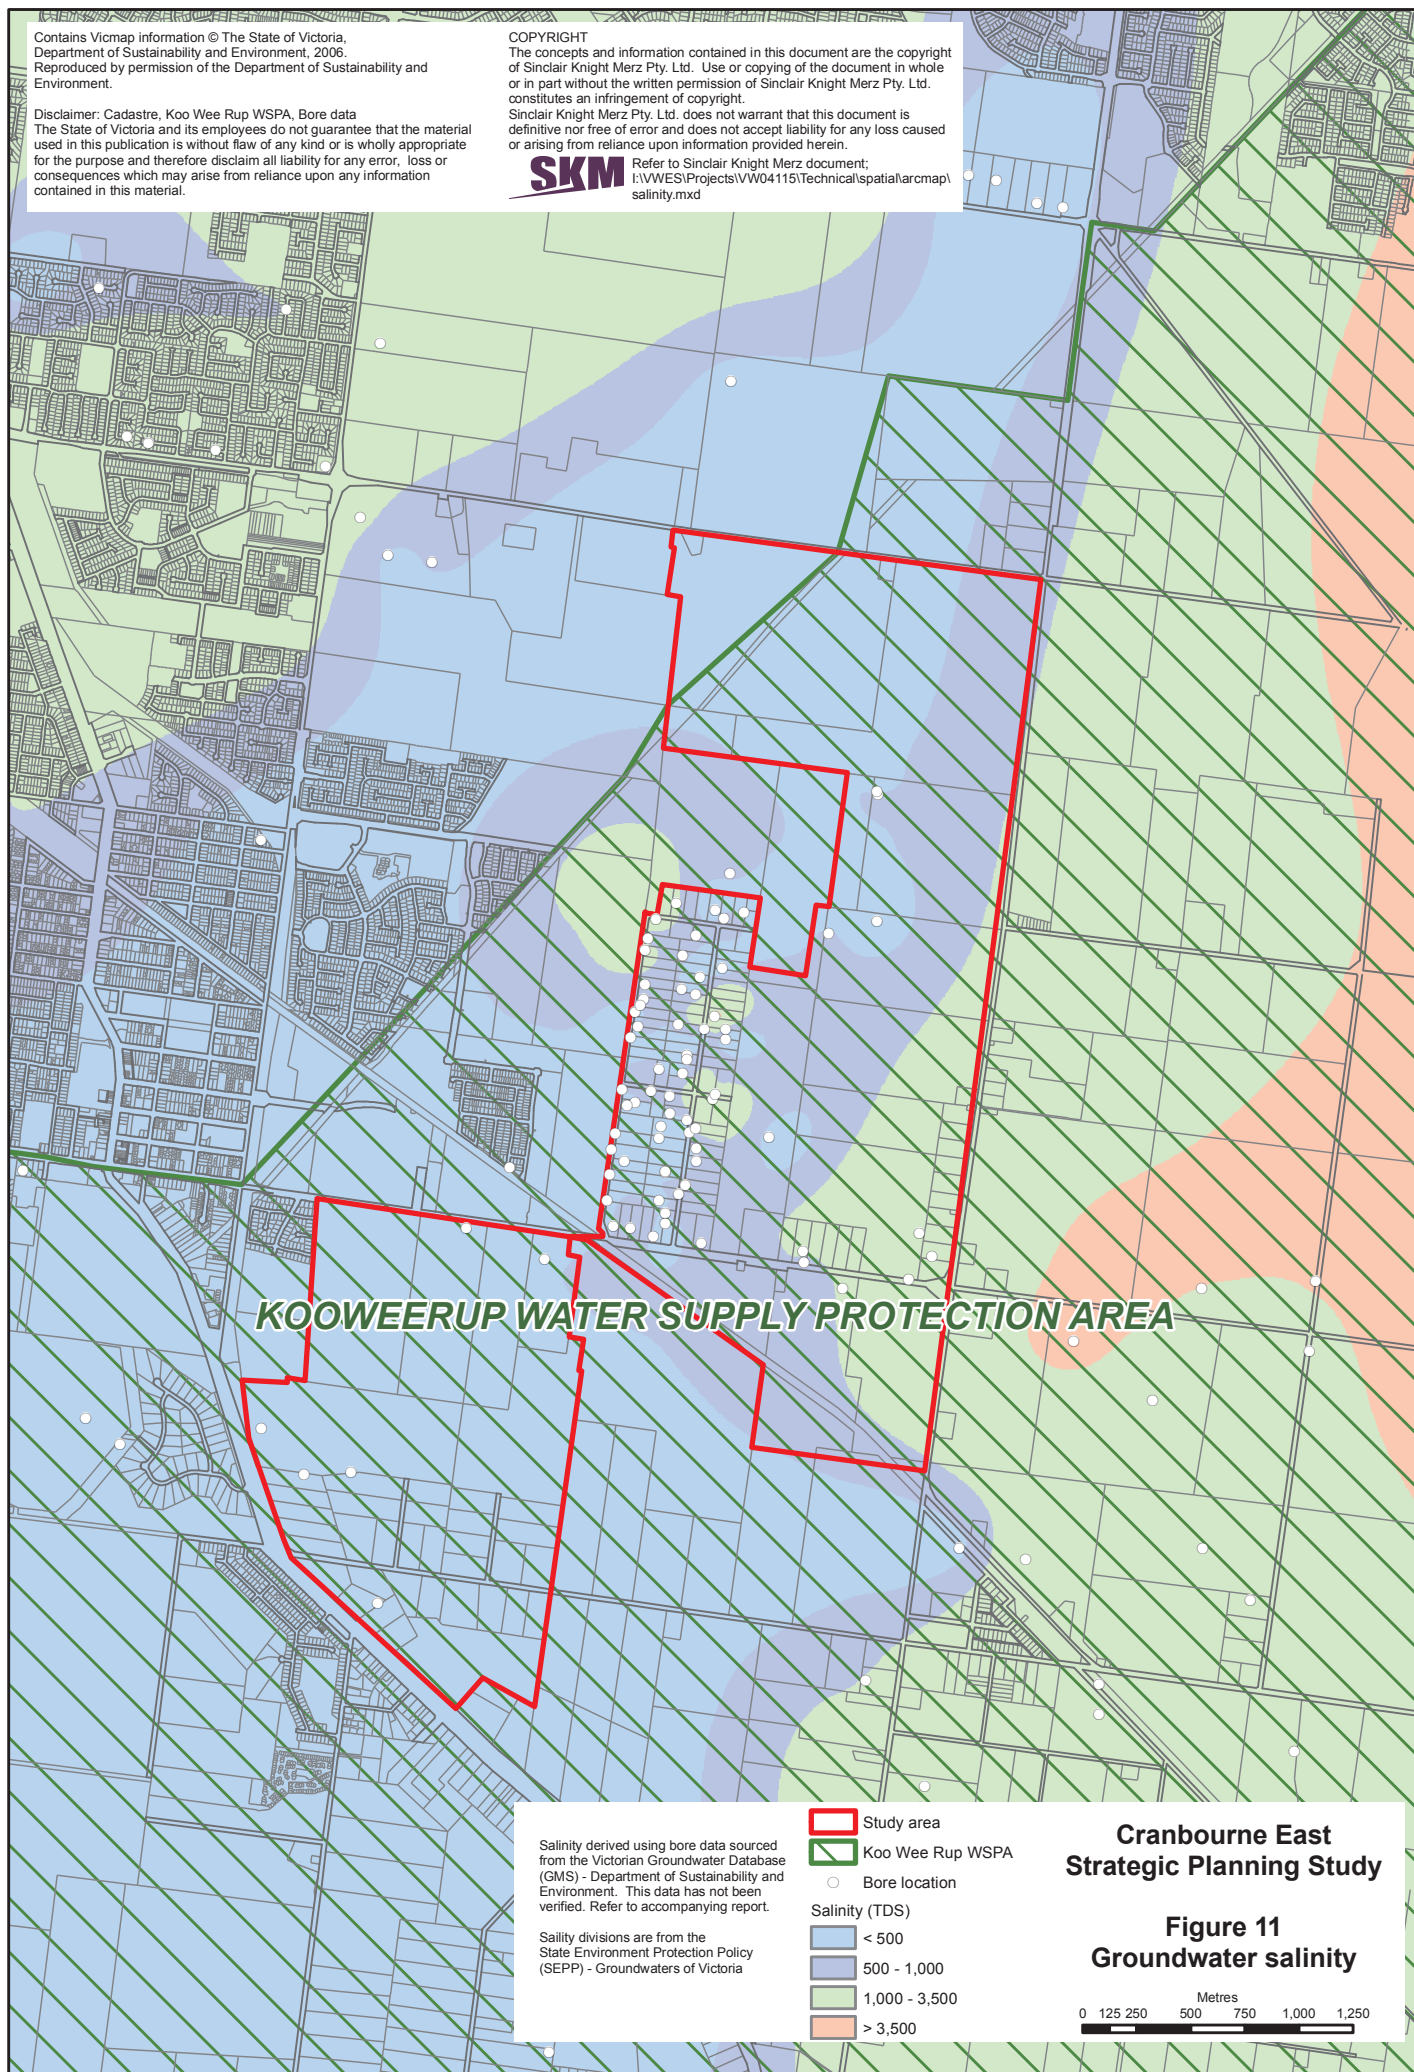 Contains Vicmap information © The State of Victoria,
Department of Sustainability and Environment, 2006.
Reproduced by permission of the Department of Sustainability and
Environment.
Disclaimer: Cadastre, Koo Wee Rup WSPA, Bore data
The State of Victoria and its employees do not guarantee that the material
used in this publication is without flaw of any kind or is wholly appropriate
for the purpose and therefore disclaim all liability for any error, loss or
consequences which may arise from reliance upon any information
contained in this material.
COPYRIGHT
The concepts and information contained in this document are the copyright
of Sinclair Knight Merz Pty. Ltd. Use or copying of the document in whole
or in part without the written permission of Sinclair Knight Merz Pty. Ltd.
constitutes an infringement of copyright.
Sinclair Knight Merz Pty. Ltd. does not warrant that this document is
definitive nor free of error and does not accept liability for any loss caused
or arising from reliance upon information provided herein.
SKM
Refer to Sinclair Knight Merz document;
I:\VWES\Projects\VW04115\Technical\spatial\arcmap\
salinity.mxd
KOOWEERUP WATER SUPPLY PROTECTION AREA
Salinity derived using bore data sourced
from the Victorian Groundwater Database
(GMS) - Department of Sustainability and
Environment. This data has not been
verified. Refer to accompanying report.
Saility divisions are from the
State Environment Protection Policy
(SEPP) - Groundwaters of Victoria
Study area
Koo Wee Rup WSPA
Bore location
Salinity (TDS)
< 500
500 - 1,000
1,000 - 3,500
> 3,500
Cranbourne East
Strategic Planning Study
Figure 11
Groundwater salinity
Metres
0 125 250 500 750 1,000 1,250